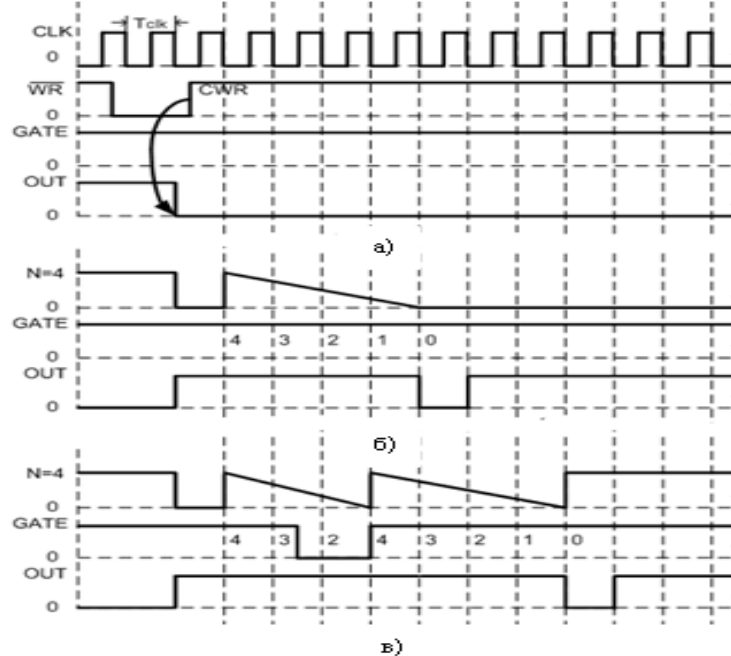 Tclk
CLK
0
WR CWR
0
GATE
0
OUT
0
а)
N=4
0
GATE
4 3 2 1 0
0
OUT
0
б)
N=4
0
GATE
4 3 2 4 3 2 1 0
0
OUT
0
в)